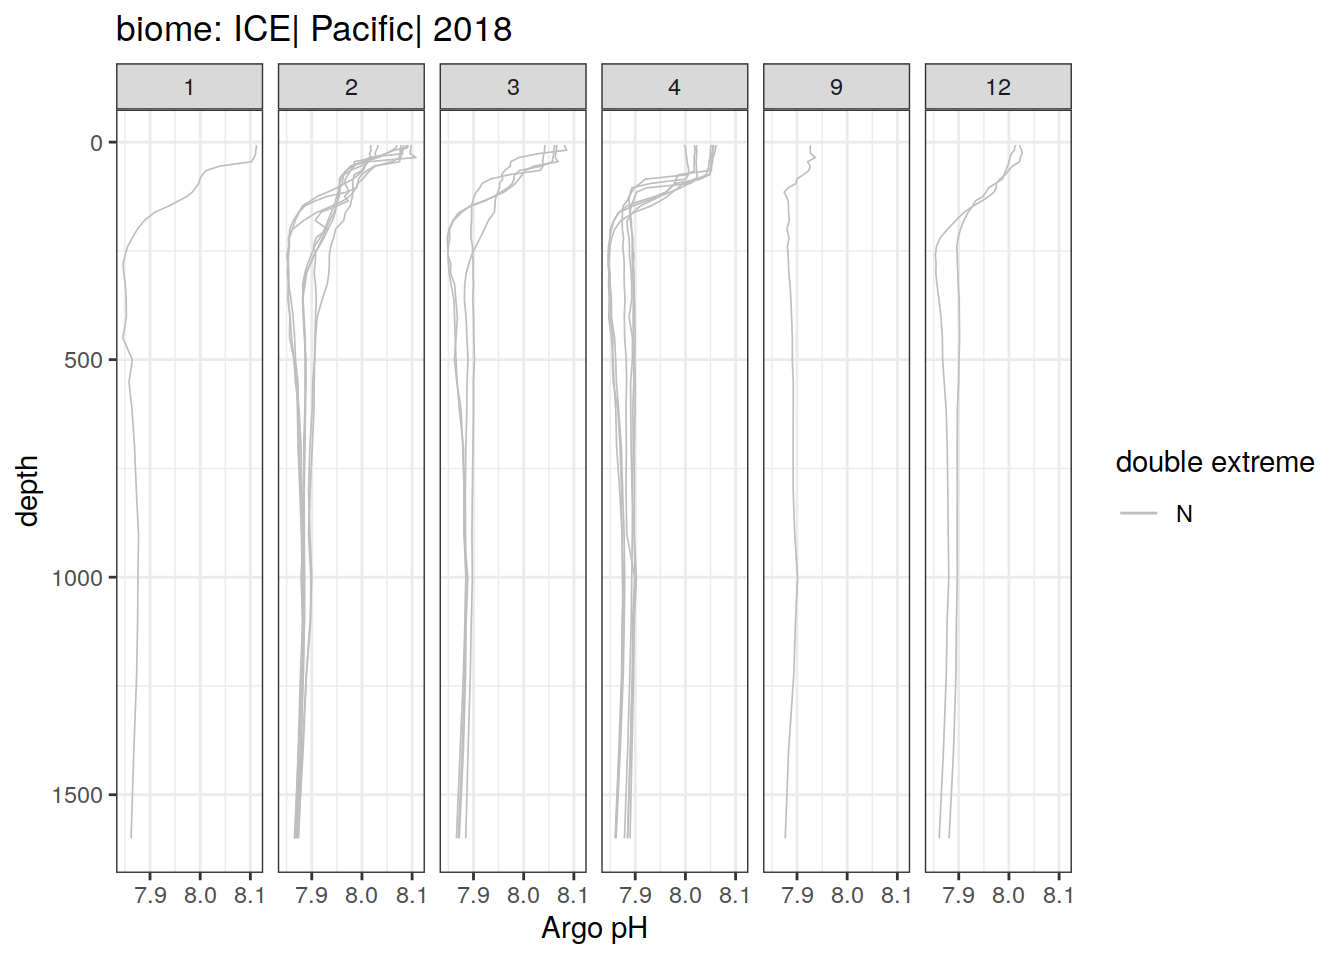 biome: ICE| Pacific| 2018
1 2 3 4 9 12
0
500
1000
1500
depth
7.9 8.0 8.1 7.9 8.0 8.1 7.9 8.0 8.1 7.9 8.0 8.1 7.9 8.0 8.1 7.9 8.0 8.1
Argo pH
double extreme
N